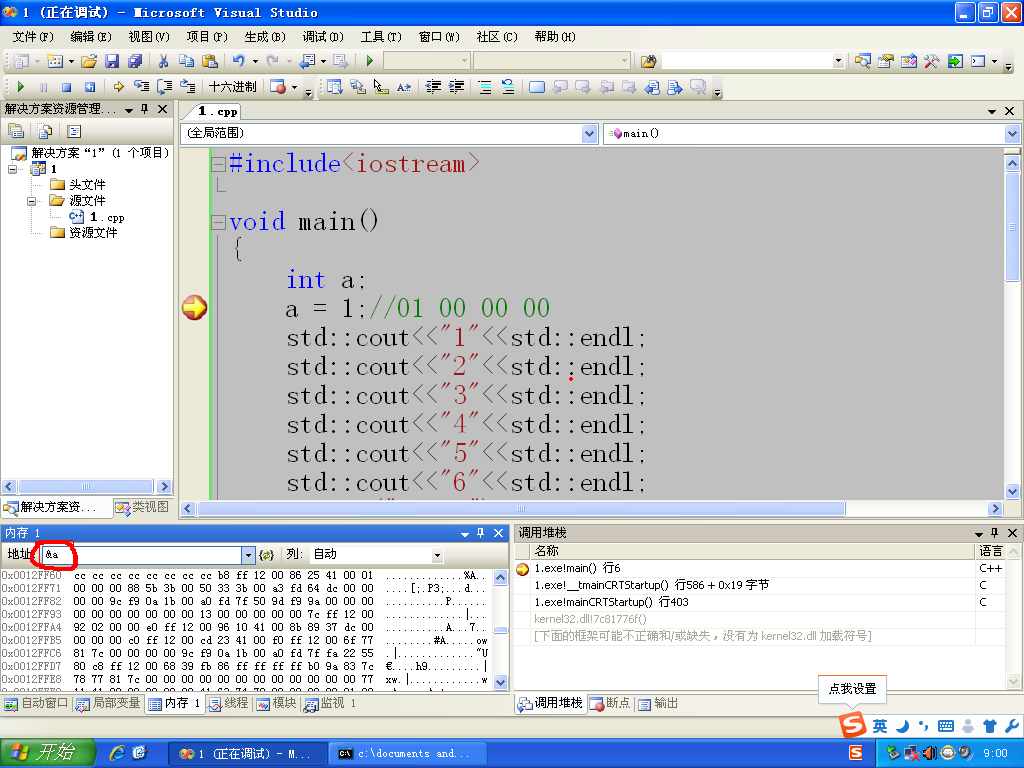 1 (正在调试) - Microsoft Visual Studio
文件(F) 编辑(E) 视图(V) 项目(P) 生成(B) 调试(D) 工具(T) 窗口(W) 社区(C) 帮助(H)
十六进制
解决方案资源管理...
1.cpp
(全局范围)
main()
解决方案“1”(1 个项目)
1
头文件
源文件
1.cpp
资源文件
#include<iostream>
void main()
{
int a;
a = 1;//01 00 00 00
std::cout<<"1"<<std::endl;
std::cout<<"2"<<std::endl;
std::cout<<"3"<<std::endl;
std::cout<<"4"<<std::endl;
std::cout<<"5"<<std::endl;
std::cout<<"6"<<std::endl;
解决方案资...
类视图
内存 1
地址
&a
列: 自动
0x0012FF60 cc cc cc cc cc cc cc cc b8 ff 12 00 86 25 41 00 01
0x0012FF71 00 00 00 88 5b 3b 00 50 33 3b 00 a3 fd 64 dc 00 00
0x0012FF82 00 00 9c f9 0a 1b 00 a0 fd 7f 50 9d f9 9a 00 00 00
0x0012FF93 00 00 00 00 00 00 13 00 00 00 00 00 7c ff 12 00
0x0012FFA4 92 02 00 00 e0 ff 12 00 96 10 41 00 8b 89 37 dc 00
0x0012FFB5 00 00 00 c0 ff 12 00 cd 23 41 00 f0 ff 12 00 6f 77
0x0012FFC6 81 7c 00 00 00 00 9c f9 0a 1b 00 a0 fd 7f fa 22 55
0x0012FFD7 80 c8 ff 12 00 68 39 fb 86 ff ff ff ff b0 9a 83 7c
0x0012FFE8 78 77 81 7c 00 00 00 00 00 00 00 00 00 00 00 00 77
自动窗口 局部变量 内存 1 线程 模块 监视 1
调用堆栈
名称 语言
1.exe!main() 行6 C++
1.exe!__tmainCRTStartup() 行586 + 0x19 字节 C
1.exe!mainCRTStartup() 行403 C
kernel32.dll!7c81776f()
[下面的框架可能不正确和/或缺失，没有为 kernel32.dll 加载符号]
调用堆栈 断点 输出
点我设置
英
开始
1 (正在调试) - M...
c:\documents and...
9:00